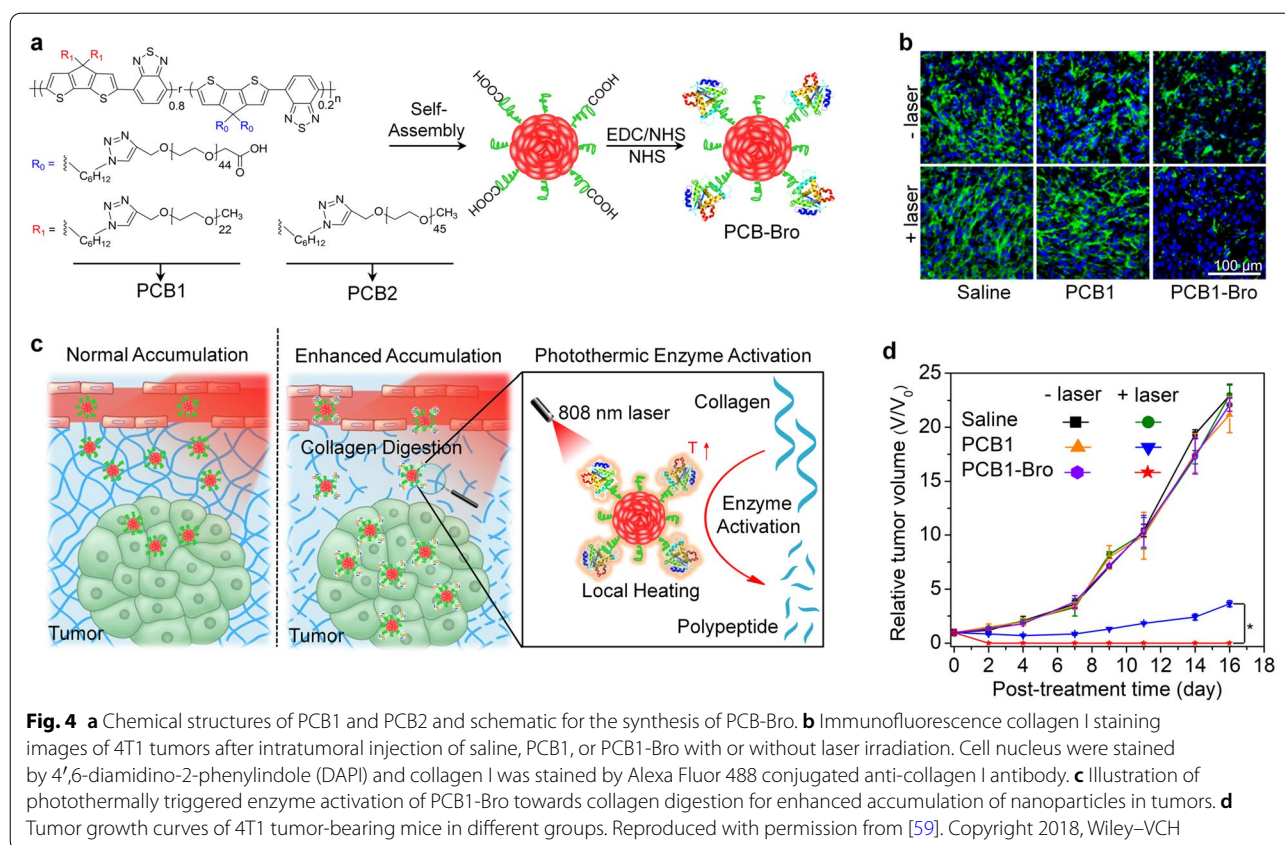 a
R1 R1
N S N
S S
0.8
r
S S
0.2 n
R0 R0
N S N
R0 =
N=N
N
C6H12
O
O
44
OH
O
R1 =
N=N
N
C6H12
O
O
CH3
22
N=N
N
C6H12
O
O
CH3
45
PCB1
PCB2
Self-
Assembly
COOH
COOH
COOH
COOH
EDC/NHS
NHS
PCB-Bro
b
- laser
+ laser
100 µm
Saline PCB1 PCB1-Bro
c
Normal Accumulation
Tumor
Enhanced Accumulation
Collagen Digestion
Tumor
Photothermic Enzyme Activation
808 nm laser
T ↑
Collagen
Enzyme
Activation
Local Heating
Polypeptide
d
- laser + laser
Saline
PCB1
PCB1-Bro
Relative tumor volume (V/V0)
25
20
15
10
5
0
*
0 2 4 6 8 10 12 14 16 18
Post-treatment time (day)
Fig. 4 a Chemical structures of PCB1 and PCB2 and schematic for the synthesis of PCB-Bro. b Immunofluorescence collagen I staining
images of 4T1 tumors after intratumoral injection of saline, PCB1, or PCB1-Bro with or without laser irradiation. Cell nucleus were stained
by 4′,6-diamidino-2-phenylindole (DAPI) and collagen I was stained by Alexa Fluor 488 conjugated anti-collagen I antibody. c Illustration of
photothermally triggered enzyme activation of PCB1-Bro towards collagen digestion for enhanced accumulation of nanoparticles in tumors. d
Tumor growth curves of 4T1 tumor-bearing mice in different groups. Reproduced with permission from [59]. Copyright 2018, Wiley–VCH